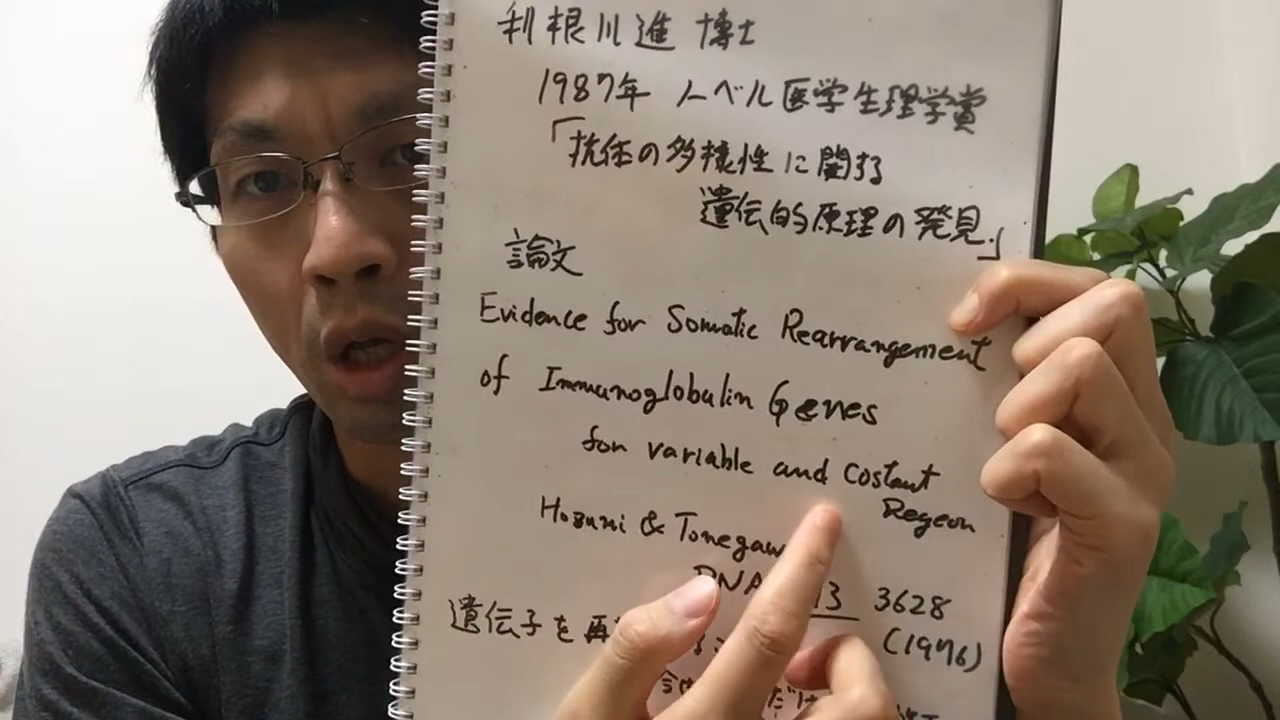 利根川進 博士
1987年 ノーベル医学生理学賞
「抗体の多様性に関する
遺伝的原理の発見」
論文
Evidence for Somatic Rearrangement
of Immunoglobulin Genes
for variable and Costant
Regeon
Hozumi & Tonegaw
PNA 3628
(1976)
遺伝子を再